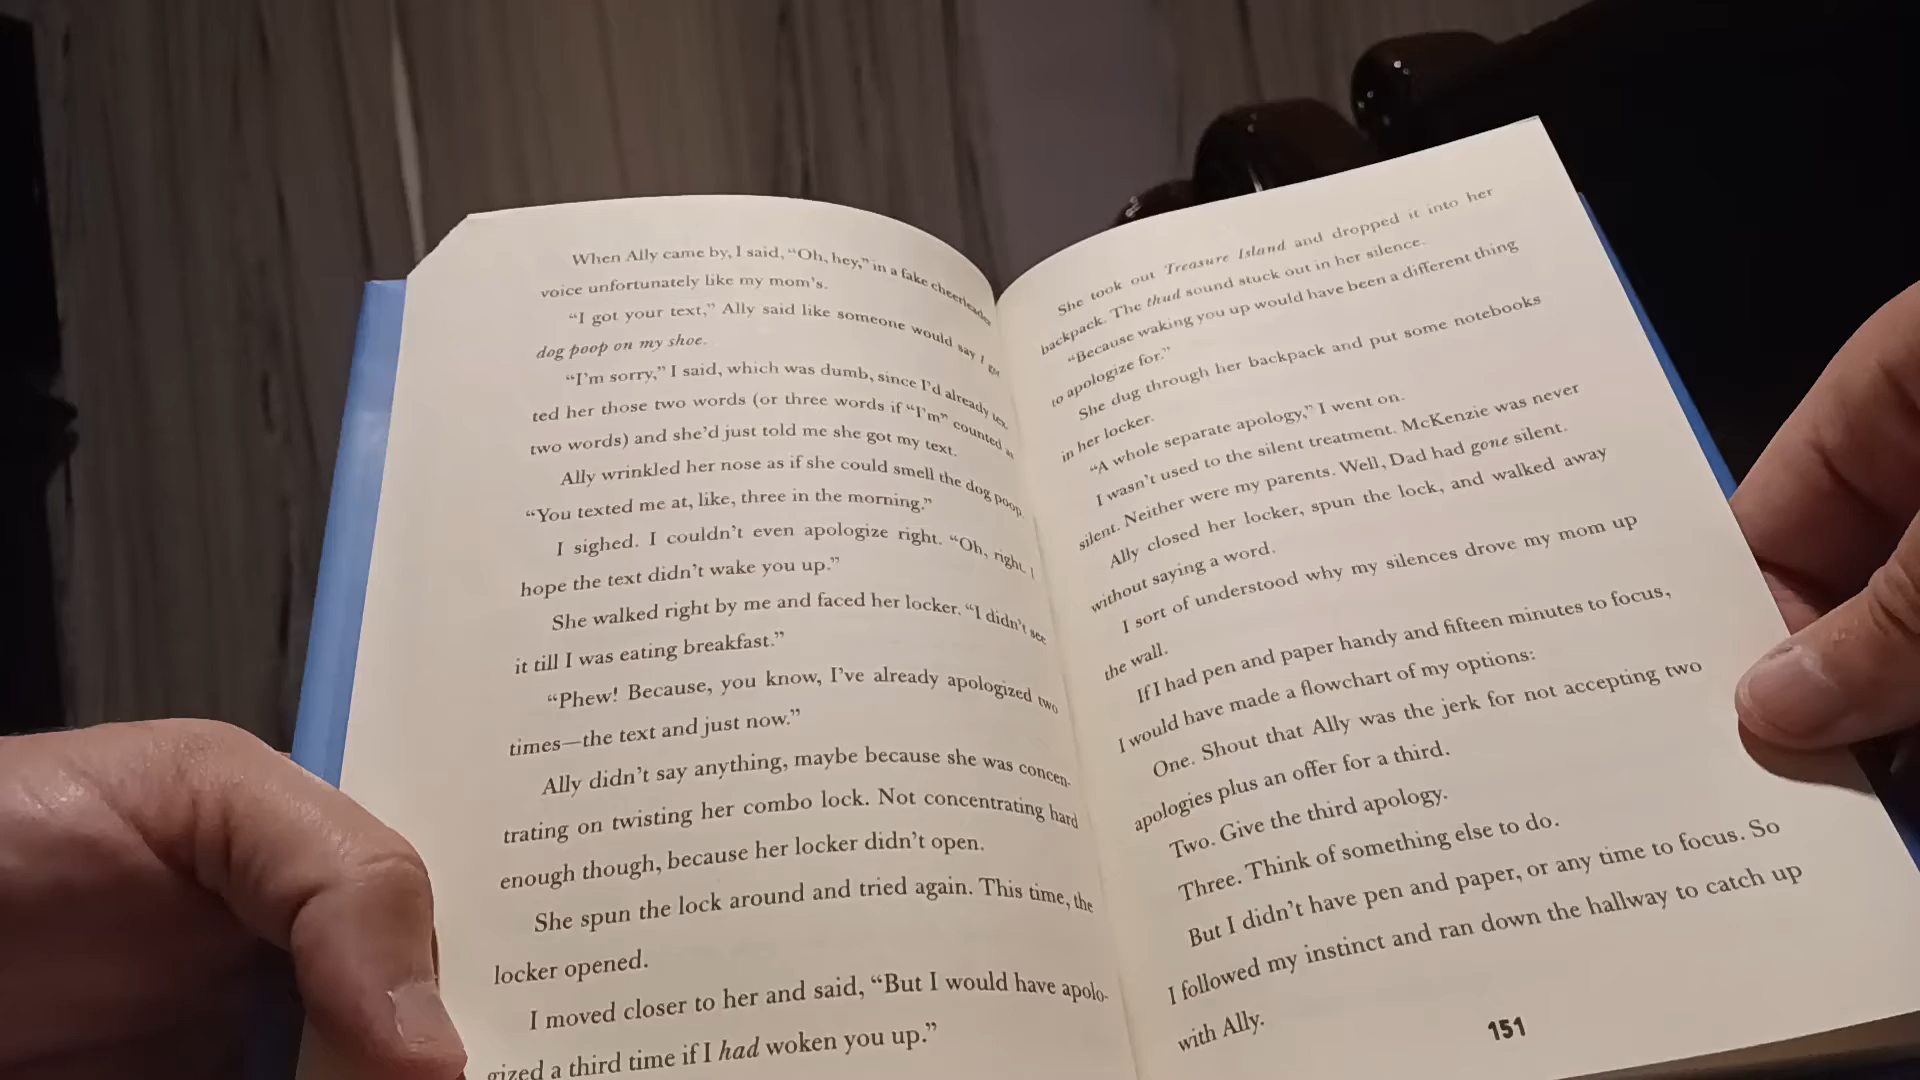 When Ally came by, I said, “Oh, hey,” in a fake cheerleader
voice unfortunately like my mom’s.
“I got your text,” Ally said like someone would say I got
dog poop on my shoe.
“I’m sorry,” I said, which was dumb, since I’d already tex-
ted her those two words (or three words if “I’m” counted as
two words) and she’d just told me she got my text.
Ally wrinkled her nose as if she could smell the dog poop.
“You texted me at, like, three in the morning.”
I sighed. I couldn’t even apologize right. “Oh, right. I
hope the text didn’t wake you up.”
She walked right by me and faced her locker. “I didn’t see
it till I was eating breakfast.”
“Phew! Because, you know, I’ve already apologized two
times—the text and just now.”
Ally didn’t say anything, maybe because she was concen-
trating on twisting her combo lock. Not concentrating hard
enough though, because her locker didn’t open.
She spun the lock around and tried again. This time, the
locker opened.
I moved closer to her and said, “But I would have apolo-
gized a third time if I had woken you up.”
She took out Treasure Island and dropped it into her
backpack. The thud sound stuck out in her silence.
“Because waking you up would have been a different thing
to apologize for.”
She dug through her backpack and put some notebooks
in her locker.
“A whole separate apology,” I went on.
I wasn’t used to the silent treatment. McKenzie was never
silent. Neither were my parents. Well, Dad had gone silent.
Ally closed her locker, spun the lock, and walked away
without saying a word.
I sort of understood why my silences drove my mom up
the wall.
If I had pen and paper handy and fifteen minutes to focus,
I would have made a flowchart of my options:
One. Shout that Ally was the jerk for not accepting two
apologies plus an offer for a third.
Two. Give the third apology.
Three. Think of something else to do.
But I didn’t have pen and paper, or any time to focus. So
I followed my instinct and ran down the hallway to catch up
with Ally.
151